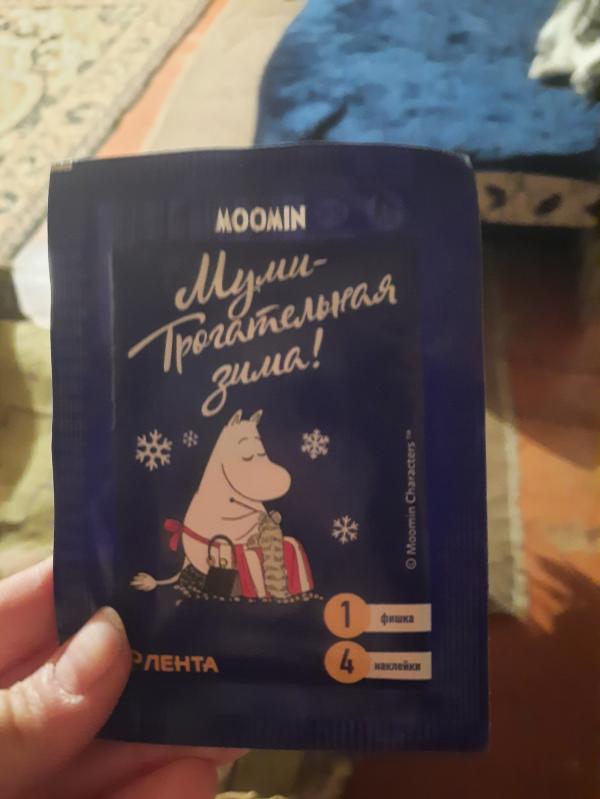 MOOMIN
Муми-
Трогательная
зима!
© Moomin Characters™
1 фишка
4 наклейки
ЛЕНТА